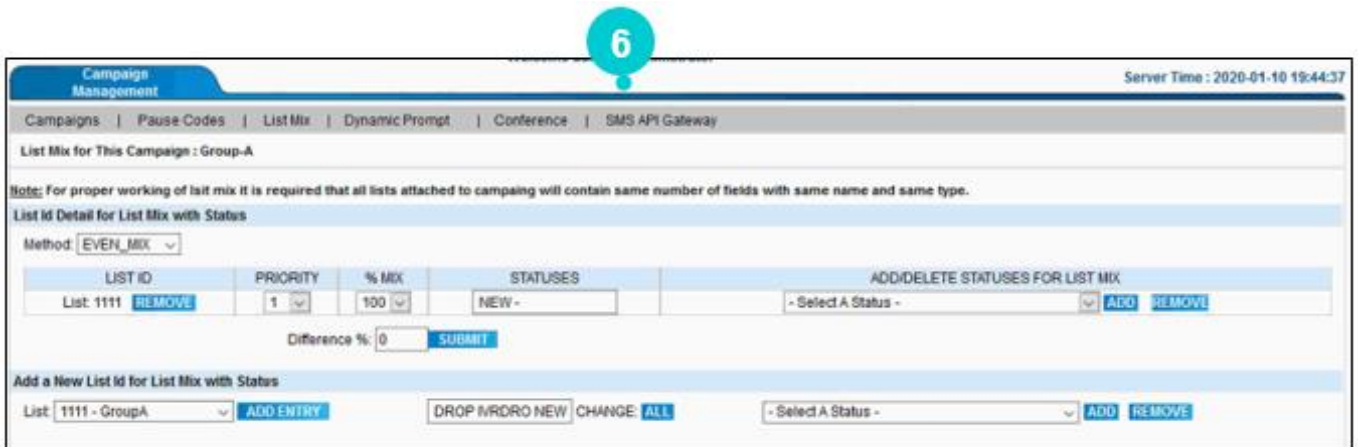 6
Campaign
Management
Server Time : 2020-01-10 19:44:37
Campaigns | Pause Codes | List Mix | Dynamic Prompt | Conference | SMS API Gateway
List Mix for This Campaign : Group-A
Note: For proper working of lsit mix it is required that all lists attached to campaing will contain same number of fields with same name and same type.
List Id Detail for List Mix with Status
Method: EVEN_MIX
LIST ID PRIORITY % MIX STATUSES ADD/DELETE STATUSES FOR LIST MIX
List: 1111 REMOVE 1 100 NEW - - Select A Status - ADD REMOVE
Difference %: 0 SUBMIT
Add a New List Id for List Mix with Status
List: 1111 - GroupA ADD ENTRY DROP IVRDRO NEW CHANGE: ALL - Select A Status - ADD REMOVE